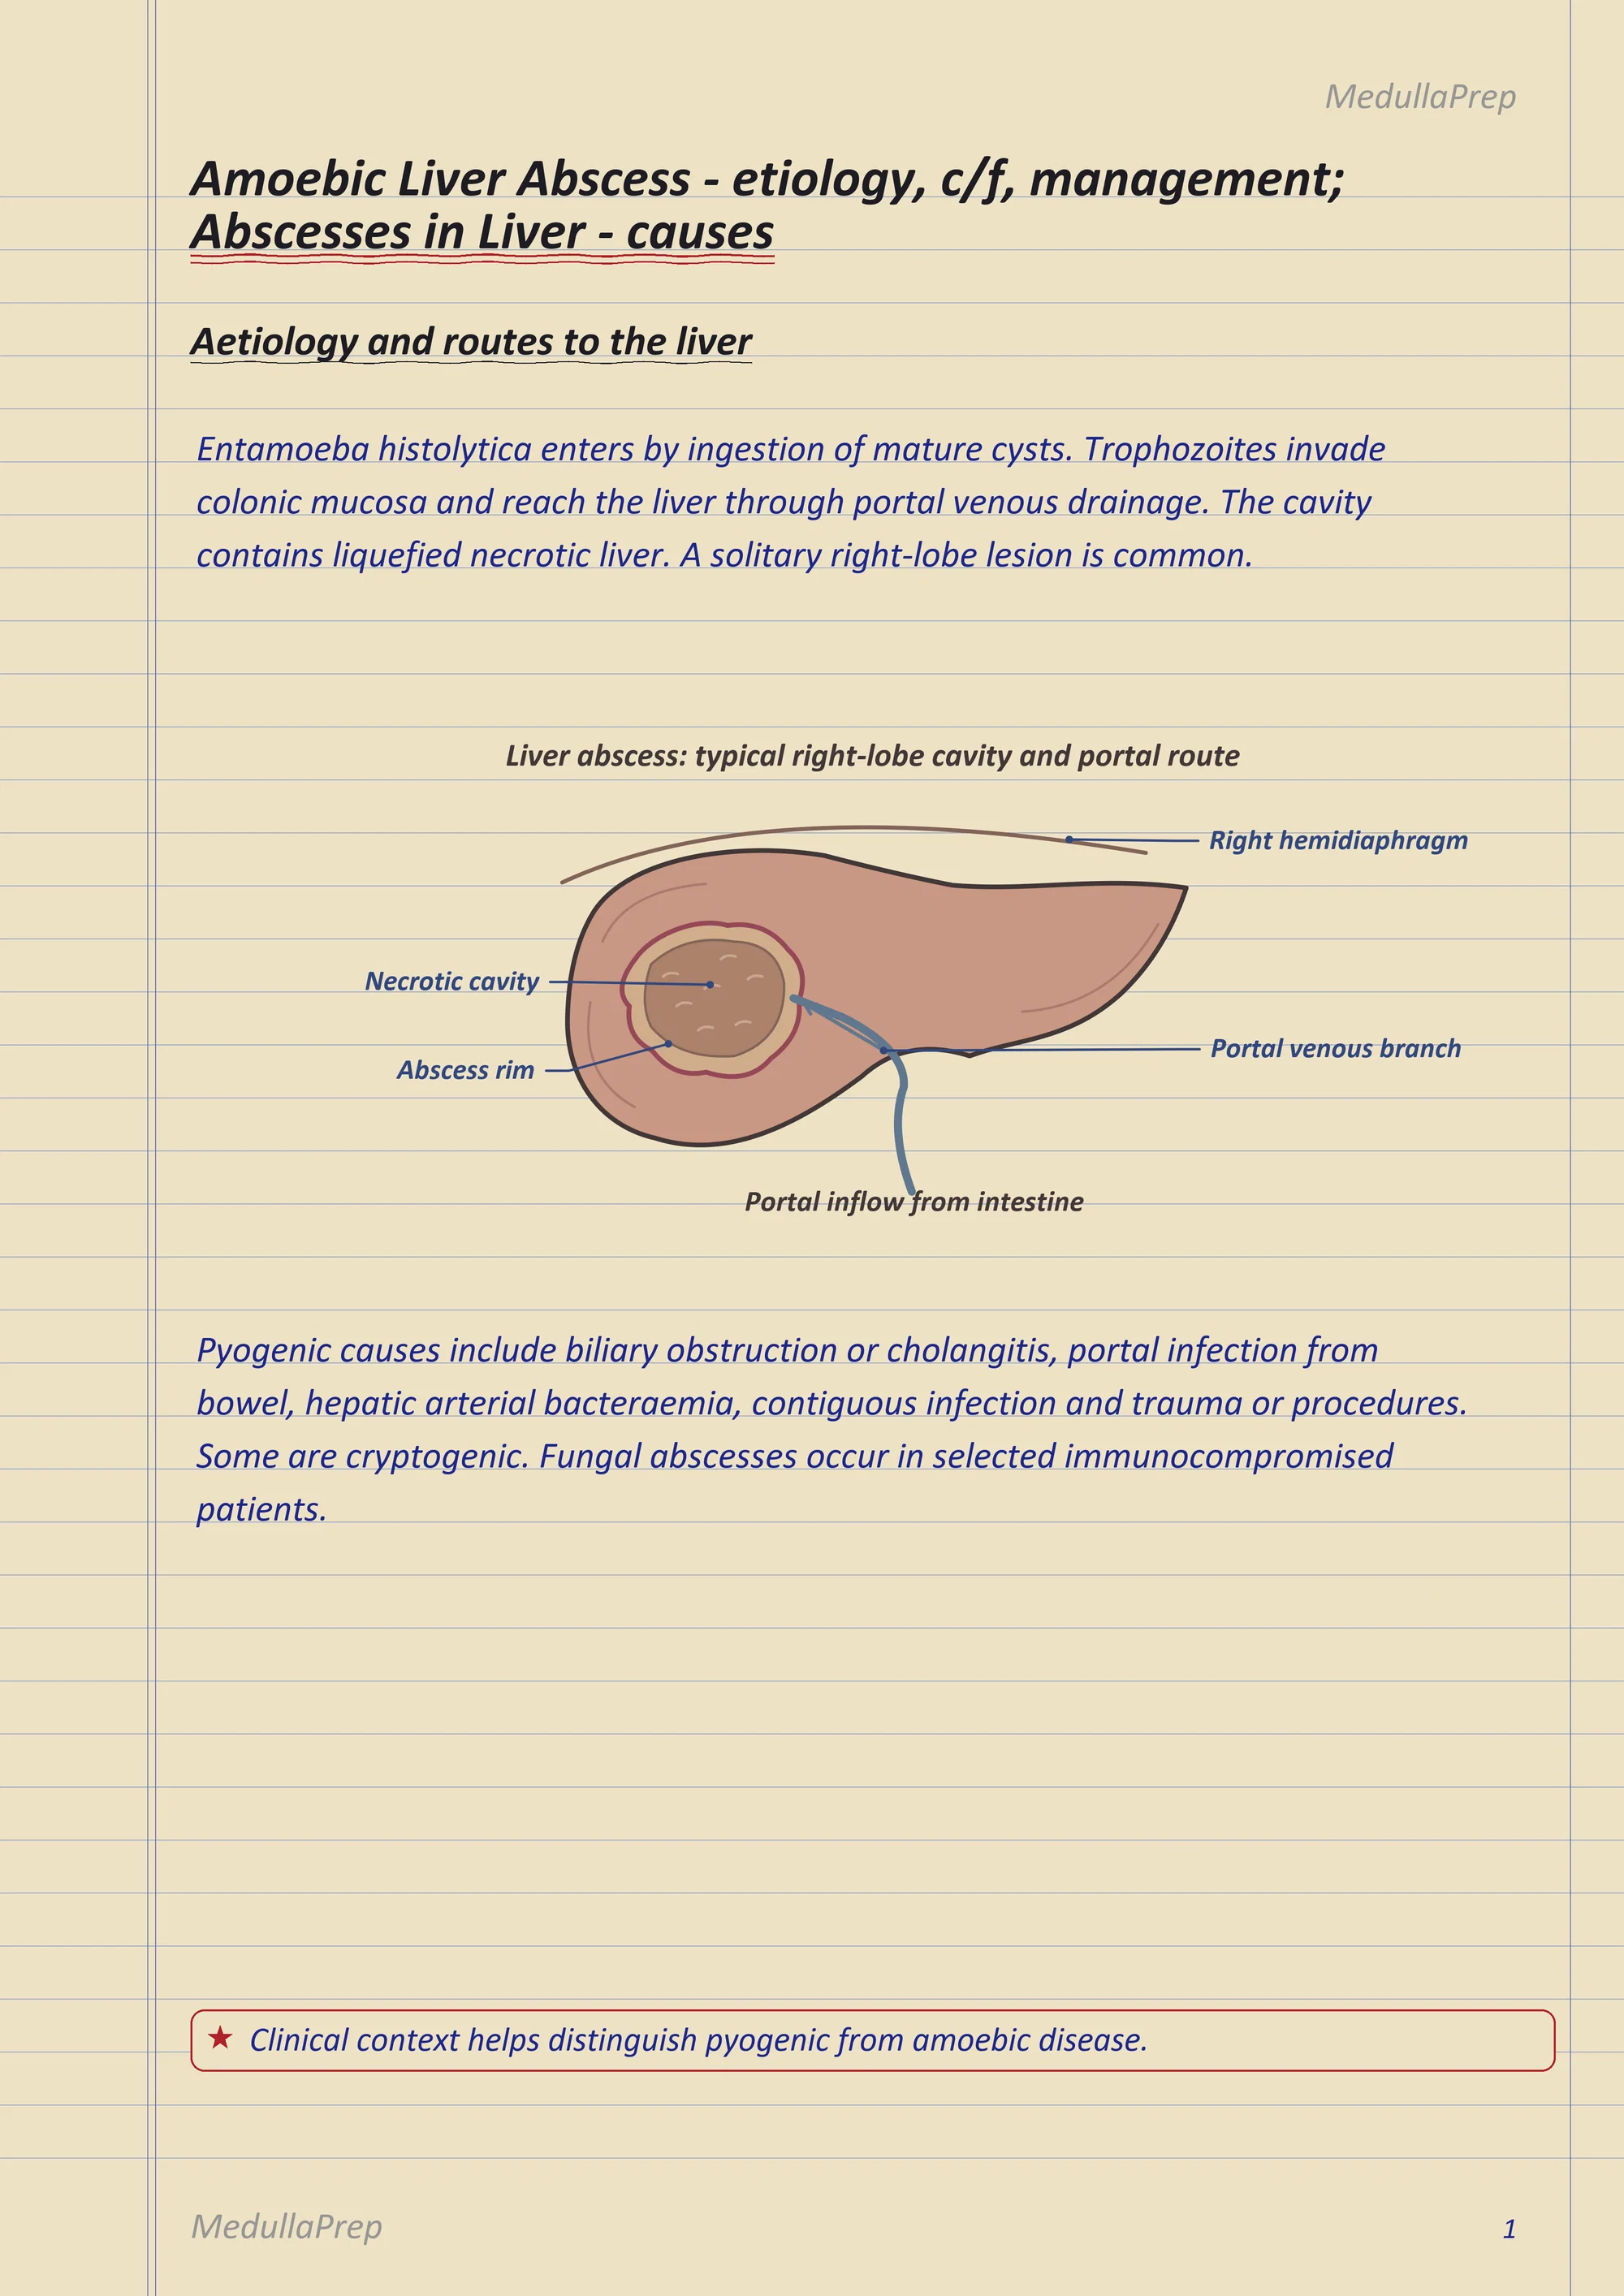 MedullaPrep
Amoebic Liver Abscess - etiology, c/f, management;
Abscesses in Liver - causes
Aetiology and routes to the liver
Entamoeba histolytica enters by ingestion of mature cysts. Trophozoites invade
colonic mucosa and reach the liver through portal venous drainage. The cavity
contains liquefied necrotic liver. A solitary right-lobe lesion is common.
Liver abscess: typical right-lobe cavity and portal route
Right hemidiaphragm
Necrotic cavity
Portal venous branch
Abscess rim
Portal inflow from intestine
Pyogenic causes include biliary obstruction or cholangitis, portal infection from
bowel, hepatic arterial bacteraemia, contiguous infection and trauma or procedures.
Some are cryptogenic. Fungal abscesses occur in selected immunocompromised
patients.
★ Clinical context helps distinguish pyogenic from amoebic disease.
MedullaPrep
1